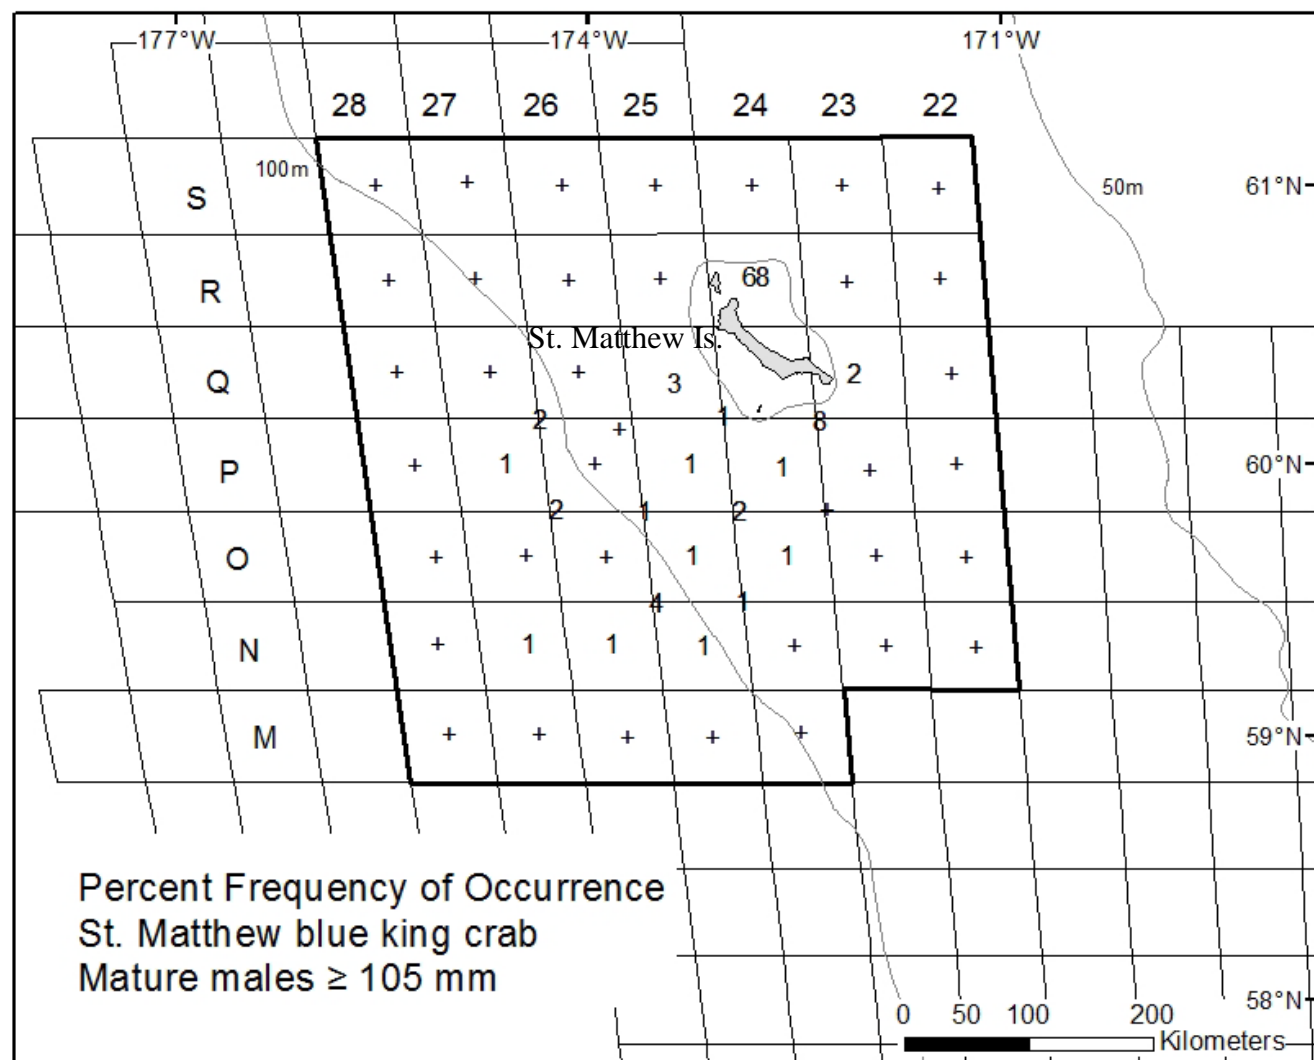 177°W 174°W 171°W
28 27 26 25 24 23 22
100m 50m 61°N
S + + + + + + +
R + + + + 68 + +
St. Matthew Is.
Q + + + 3 2 +
2 + 1 8
P + 1 + 1 1 + + 60°N
2 1 2 +
O + + + 1 1 + +
4 1
N + 1 1 1 + + +
M + + + + + 59°N
Percent Frequency of Occurrence
St. Matthew blue king crab
Mature males ≥ 105 mm
58°N
0 50 100 200
Kilometers